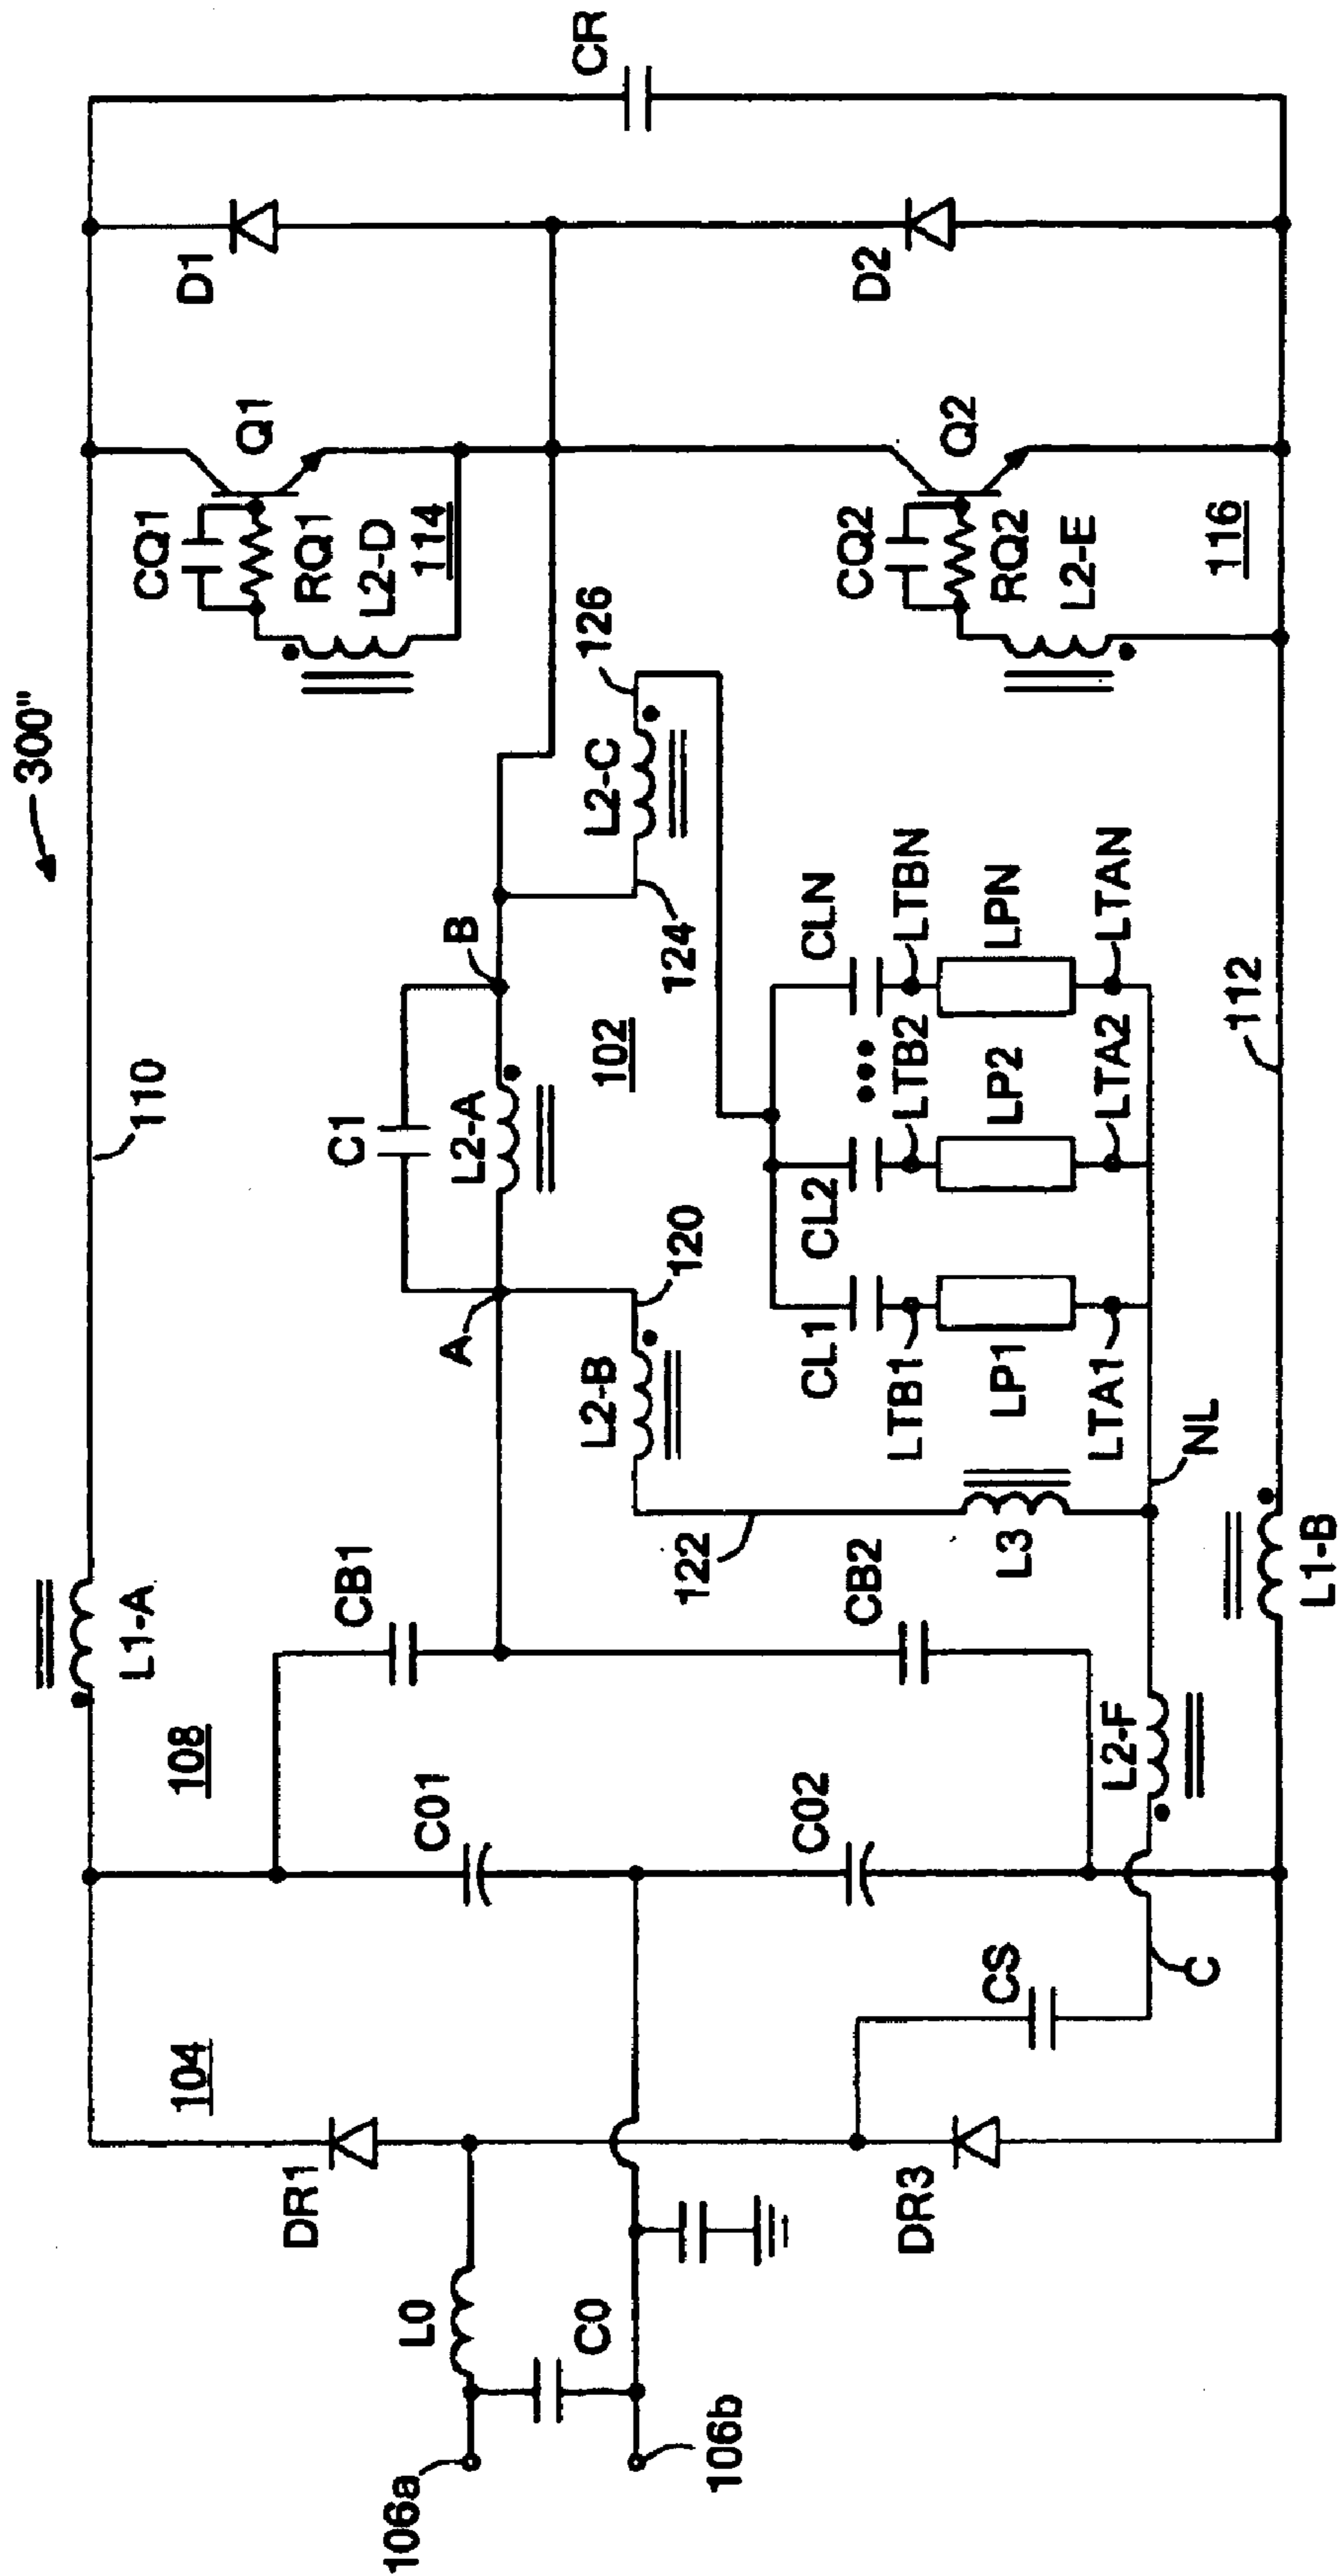 300"
110
L1-A
108
104
CR
D1
Q1
CQ1
RQ1
L2-D
114
C1
L2-A
B
A
102
126
L2-C
124
120
L2-B
122
CB1
C01
DR1
L0
106a
C0
106b
C02
CB2
D2
Q2
CQ2
RQ2
L2-E
116
CLN
LTBN
LPN
LTAN
CL2
LTB2
LP2
LTA2
CL1
LTB1
LP1
LTA1
L3
NL
112
L1-B
L2-F
C
CS
DR3